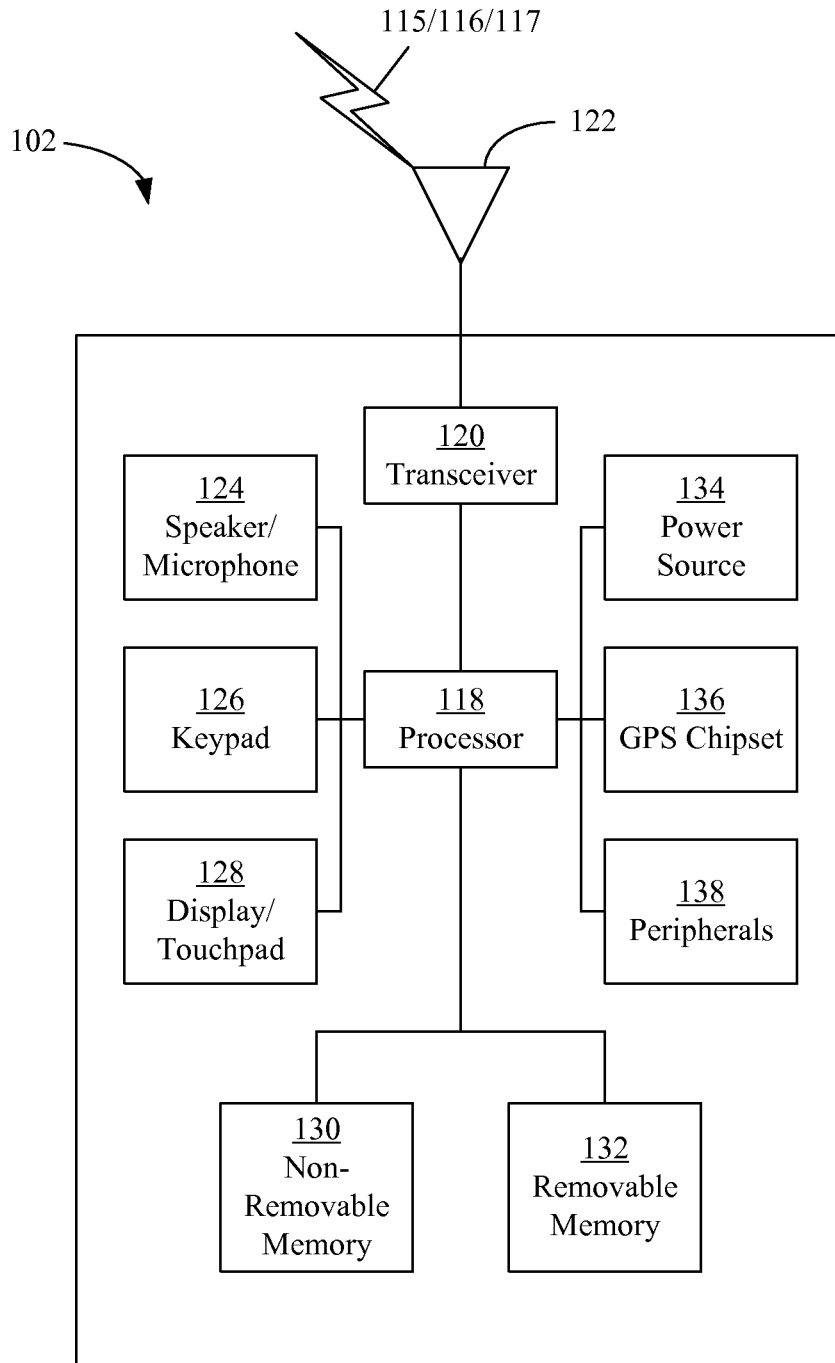 115/116/117
122
102
120
Transceiver
124
Speaker/
Microphone
134
Power
Source
126
Keypad
118
Processor
136
GPS Chipset
128
Display/
Touchpad
138
Peripherals
130
Non-
Removable
Memory
132
Removable
Memory